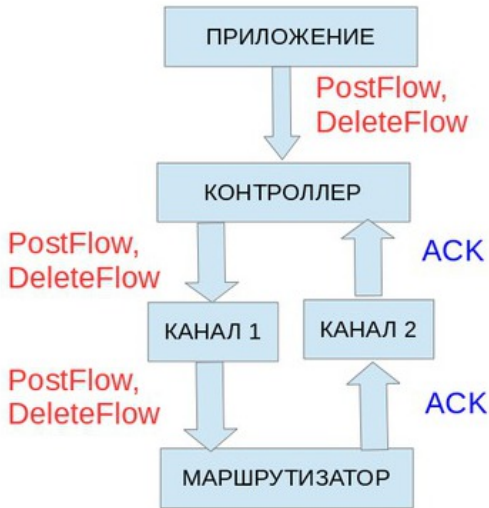 ПРИЛОЖЕНИЕ
PostFlow,
DeleteFlow
КОНТРОЛЛЕР
PostFlow,
DeleteFlow
ACK
КАНАЛ 1
КАНАЛ 2
PostFlow,
DeleteFlow
ACK
МАРШРУТИЗАТОР